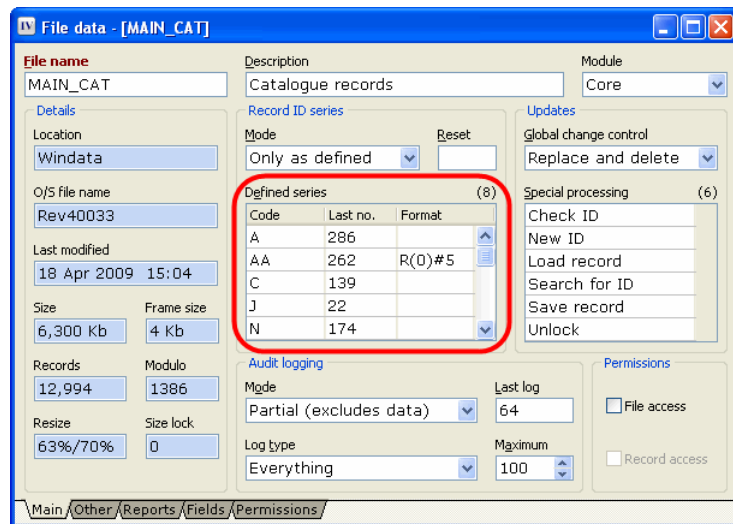 IV File data - [MAIN_CAT]
File name Description Module
MAIN_CAT Catalogue records Core
Details Record ID series Updates
Location Mode Reset Global change control
Windata Only as defined Replace and delete
O/S file name Defined series (8) Special processing (6)
Rev40033 Code Last no. Format Check ID
A 286 New ID
Last modified AA 262 R(0)#5 Load record
18 Apr 2009 15:04 C 139 Search for ID
Size Frame size J 22 Save record
6,300 Kb 4 Kb N 174 Unlock
Records Modulo Audit logging Permissions
12,994 1386 Mode Last log
Partial (excludes data) 64 File access
Resize Size lock Log type Maximum
63%/70% 0 Everything 100 Record access
Main Other Reports Fields Permissions